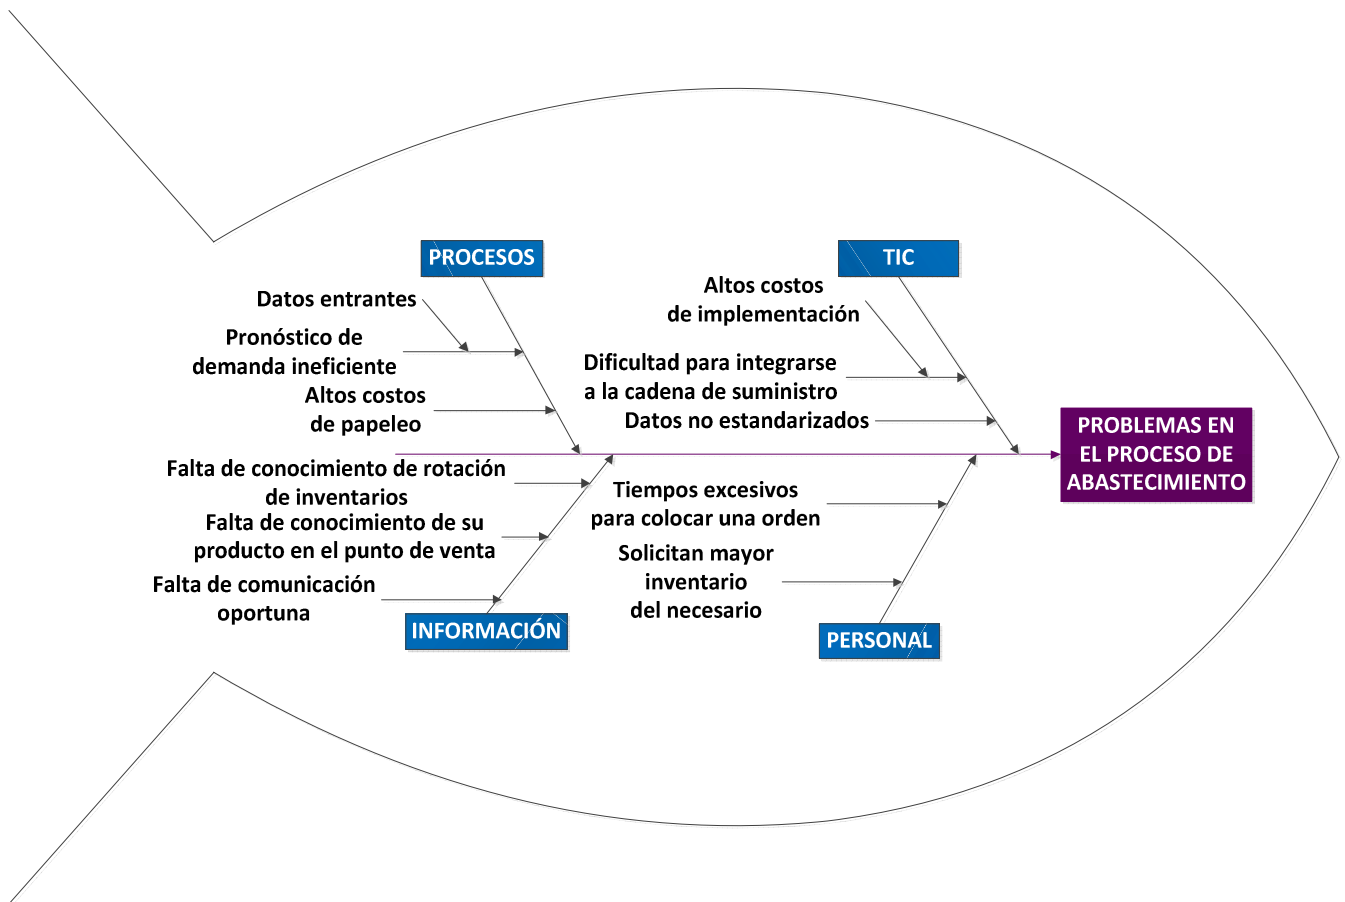 PROCESOS
Datos entrantes
Pronóstico de
demanda ineficiente
Altos costos
de papeleo
TIC
Altos costos
de implementación
Dificultad para integrarse
a la cadena de suministro
Datos no estandarizados
PROBLEMAS EN
EL PROCESO DE
ABASTECIMIENTO
Falta de conocimiento de rotación
de inventarios
Falta de conocimiento de su
producto en el punto de venta
Falta de comunicación
oportuna
INFORMACIÓN
Tiempos excesivos
para colocar una orden
Solicitan mayor
inventario
del necesario
PERSONAL